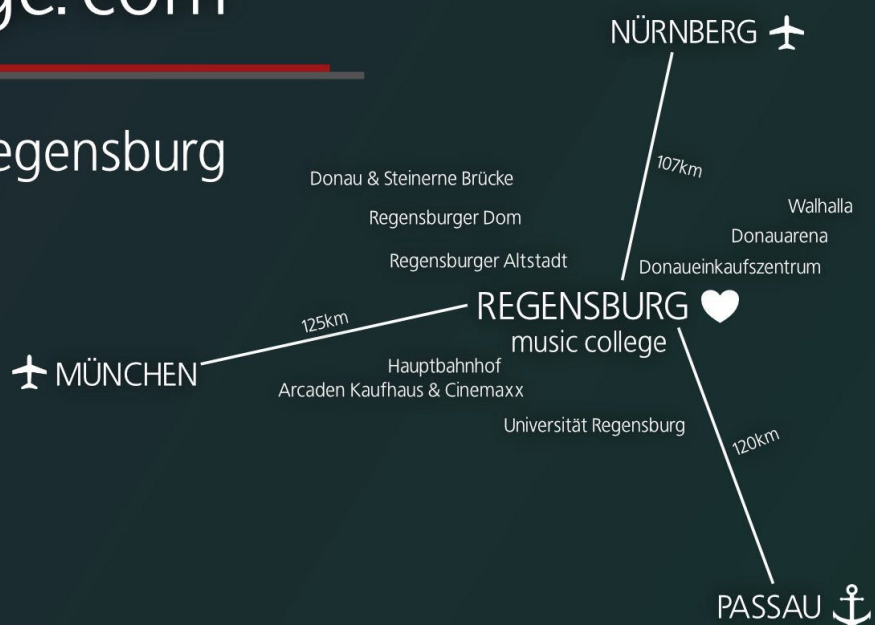 ge.com
egensburg
NÜRNBERG
107km
Donau & Steinerne Brücke
Walhalla
Regensburger Dom
Donauarena
Regensburger Altstadt
Donaueinkaufszentrum
REGENSBURG
music college
125km
MÜNCHEN
Hauptbahnhof
Arcaden Kaufhaus & Cinemaxx
Universität Regensburg
120km
PASSAU